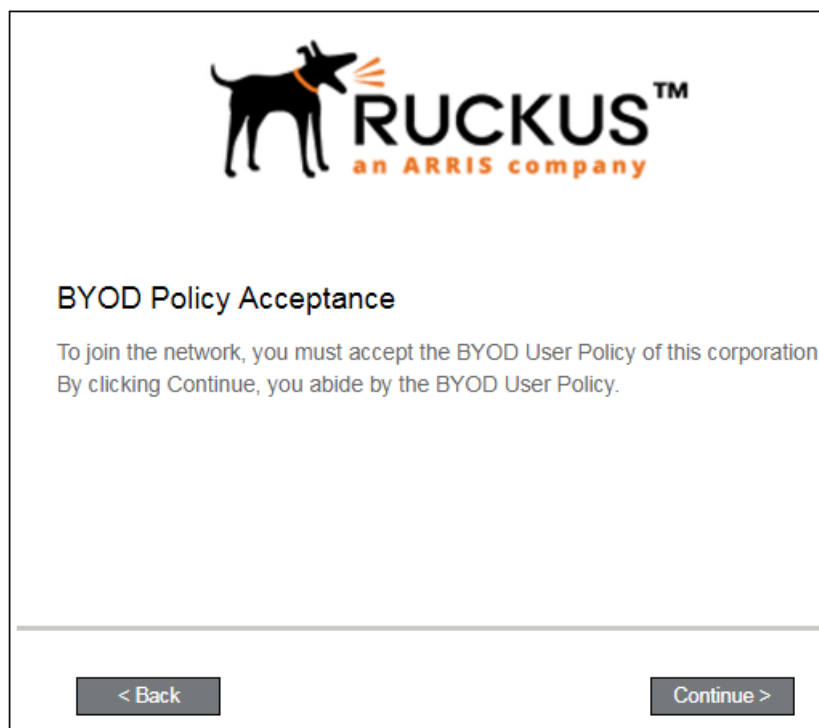 RUCKUS™
an ARRIS company
BYOD Policy Acceptance
To join the network, you must accept the BYOD User Policy of this corporation
By clicking Continue, you abide by the BYOD User Policy.
< Back
Continue >